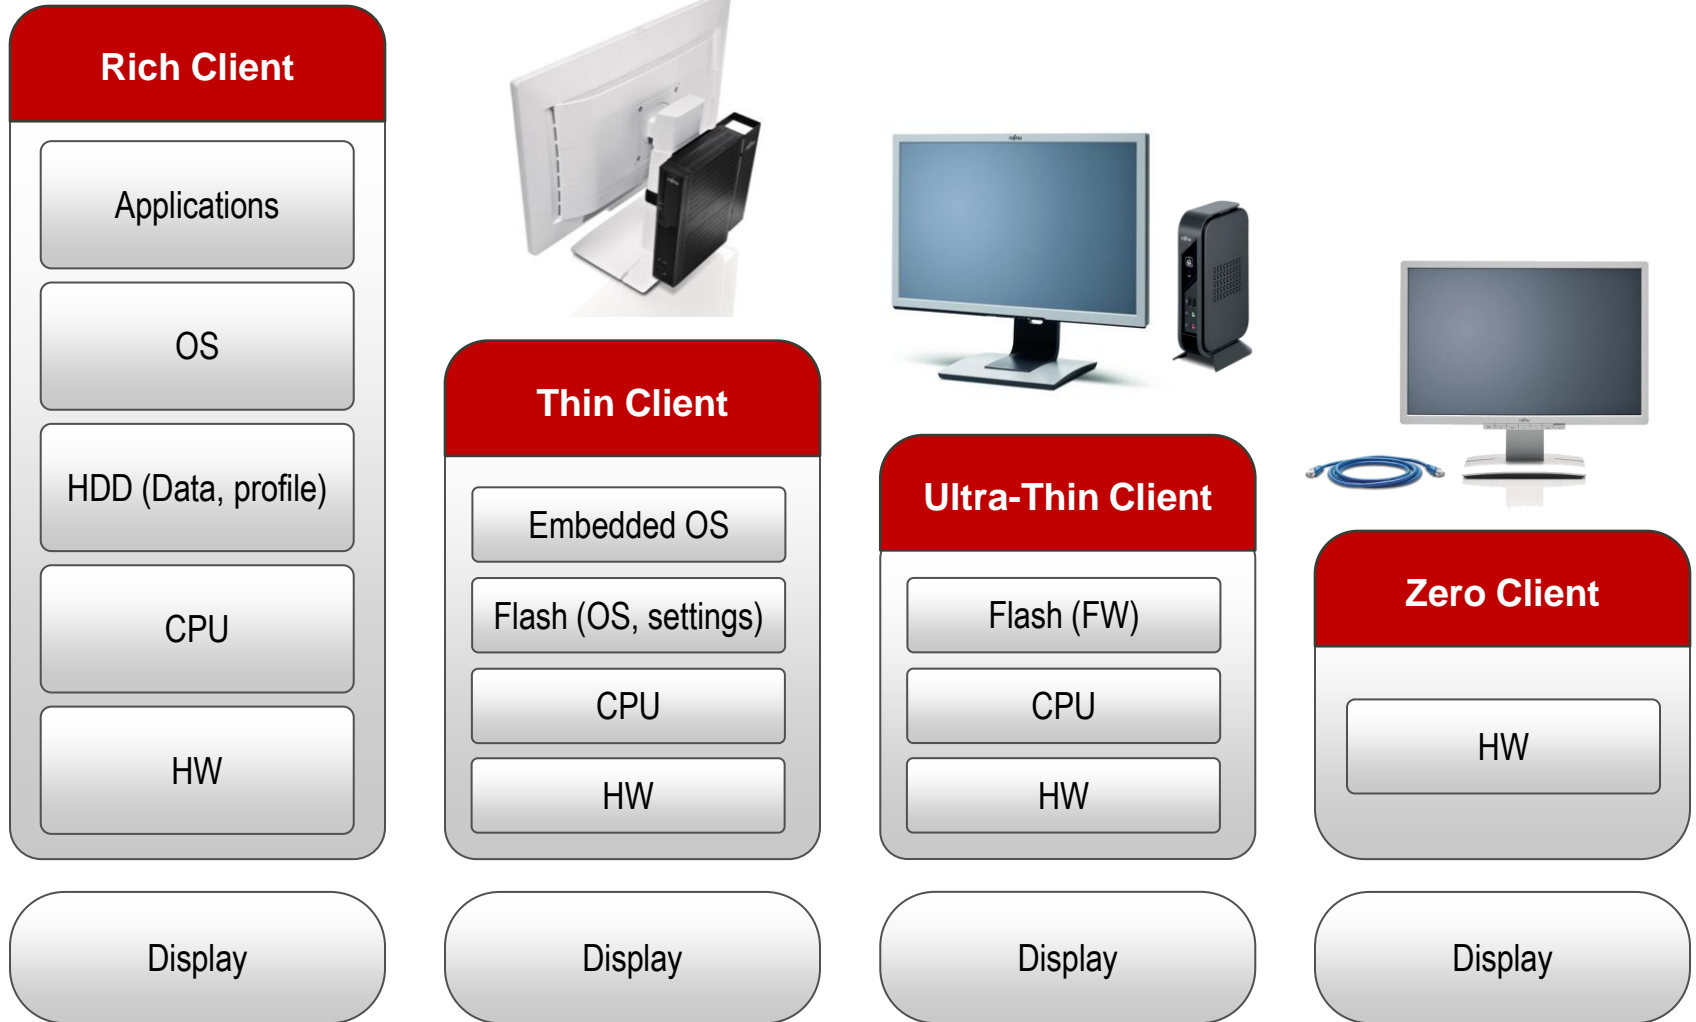 Rich Client
Applications
OS
HDD (Data, profile)
CPU
HW
Display
Thin Client
Embedded OS
Flash (OS, settings)
CPU
HW
Display
Ultra-Thin Client
Flash (FW)
CPU
HW
Display
Zero Client
HW
Display